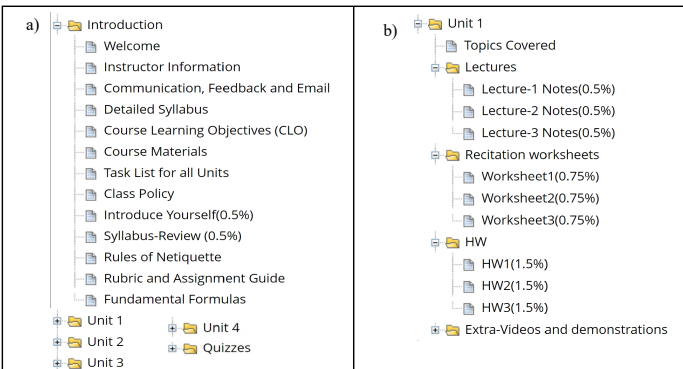 a)
Introduction
Welcome
Instructor Information
Communication, Feedback and Email
Detailed Syllabus
Course Learning Objectives (CLO)
Course Materials
Task List for all Units
Class Policy
Introduce Yourself(0.5%)
Syllabus-Review (0.5%)
Rules of Netiquette
Rubric and Assignment Guide
Fundamental Formulas
Unit 1
Unit 2
Unit 3
Unit 4
Quizzes
b)
Unit 1
Topics Covered
Lectures
Lecture-1 Notes(0.5%)
Lecture-2 Notes(0.5%)
Lecture-3 Notes(0.5%)
Recitation worksheets
Worksheet1(0.75%)
Worksheet2(0.75%)
Worksheet3(0.75%)
HW
HW1(1.5%)
HW2(1.5%)
HW3(1.5%)
Extra-Videos and demonstrations